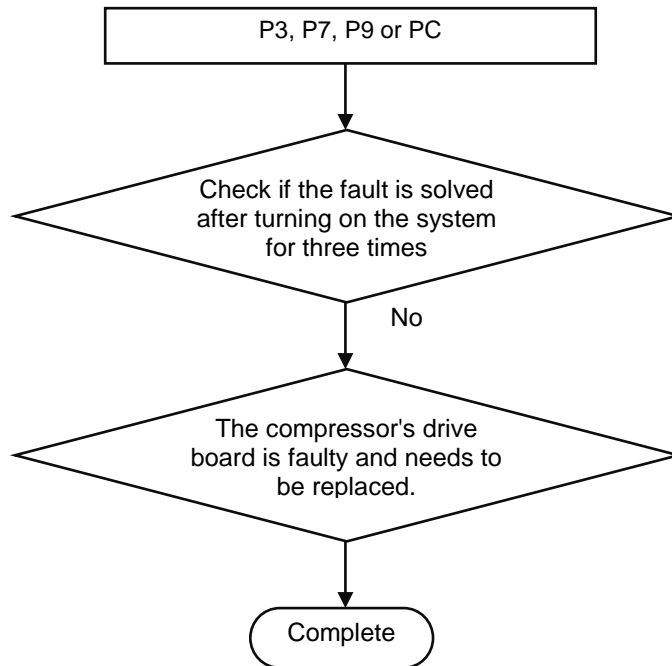 P3, P7, P9 or PC
Check if the fault is solved
after turning on the system
for three times
No
The compressor's drive
board is faulty and needs to
be replaced.
Complete